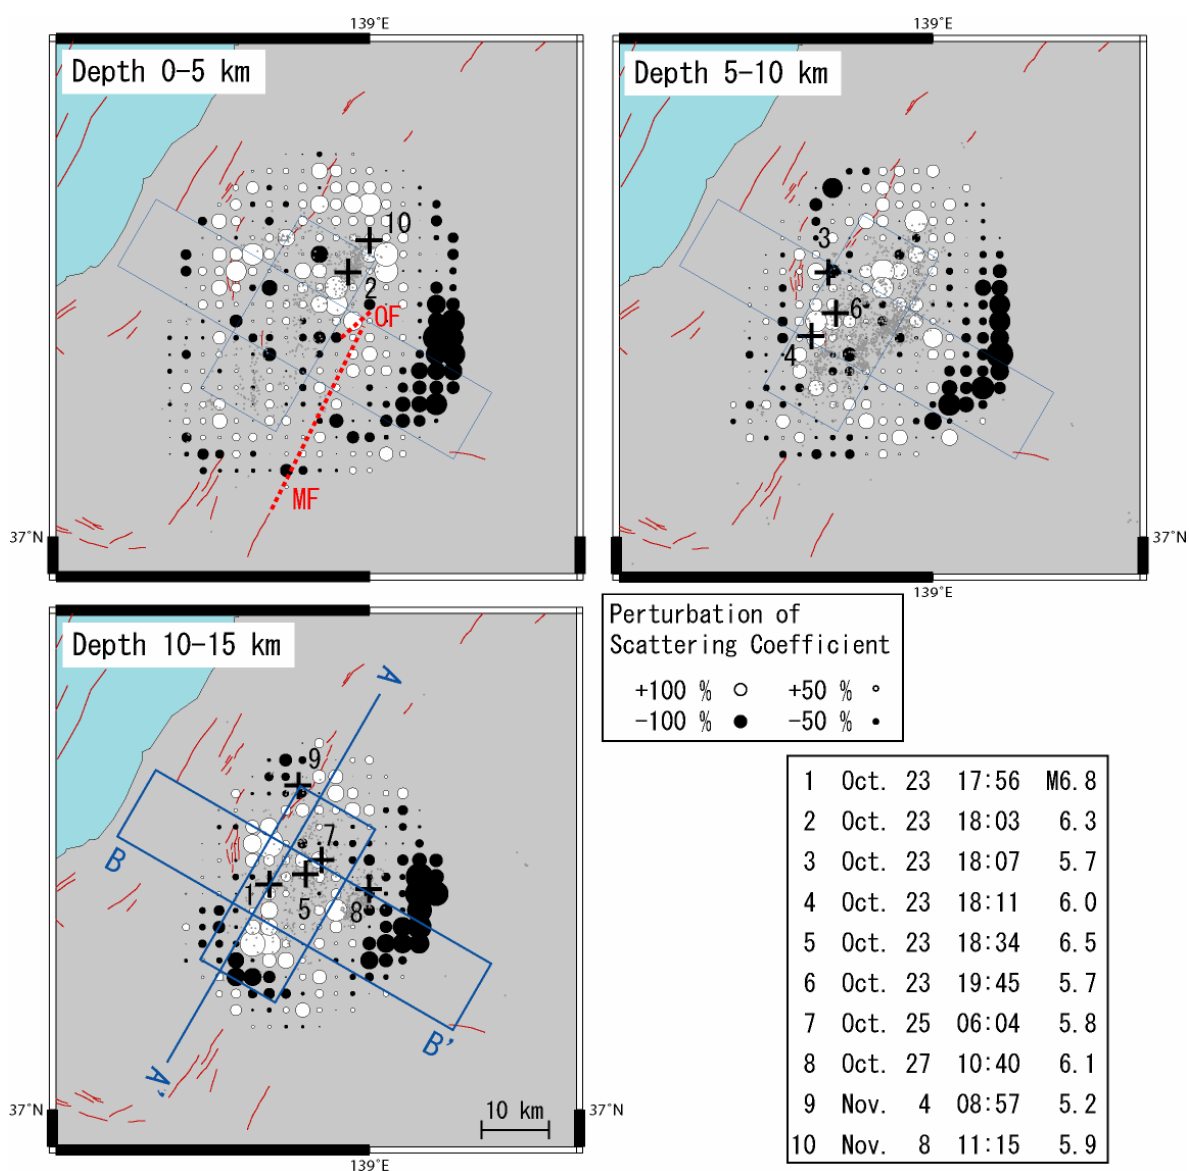 139°E
139°E
Depth 0-5 km
Depth 5-10 km
10
2
OF
MF
3
6
4
37°N
37°N
139°E
Depth 10-15 km
A
9
7
B
1
5
8
B'
A'
10 km
37°N
37°N
139°E
Perturbation of
Scattering Coefficient
+100 % +50 %
-100 % -50 %
1 Oct. 23 17:56 M6.8
2 Oct. 23 18:03 6.3
3 Oct. 23 18:07 5.7
4 Oct. 23 18:11 6.0
5 Oct. 23 18:34 6.5
6 Oct. 23 19:45 5.7
7 Oct. 25 06:04 5.8
8 Oct. 27 10:40 6.1
9 Nov. 4 08:57 5.2
10 Nov. 8 11:15 5.9